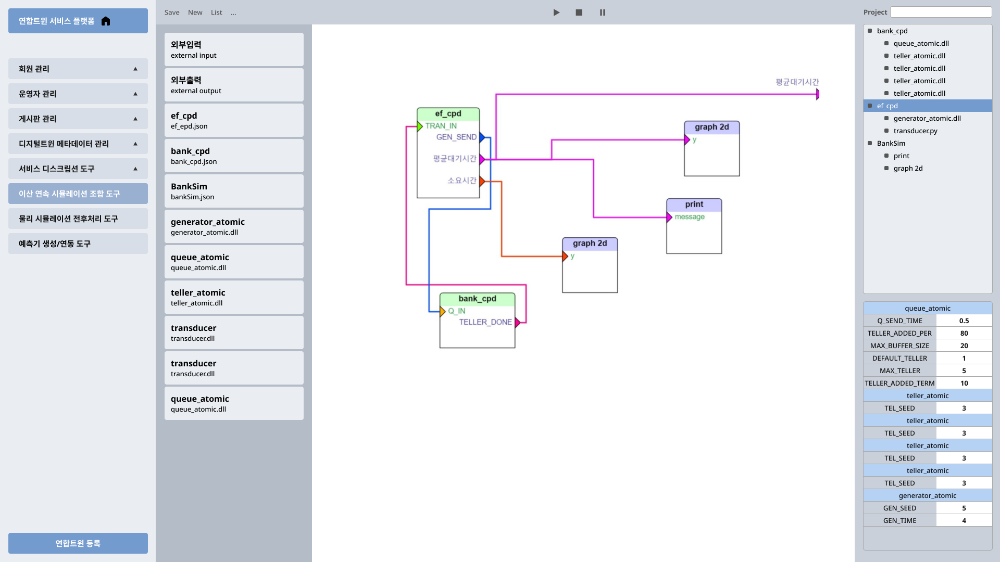 연합트윈 서비스 플랫폼
회원 관리
운영자 관리
게시판 관리
디지털트윈 메타데이터 관리
서비스 디스크립션 도구
이산 연속 시뮬레이션 조합 도구
물리 시뮬레이션 전후처리 도구
예측기 생성/연동 도구
연합트윈 등록
Save New List ...
외부입력
external input
외부출력
external output
ef_cpd
ef_epd.json
bank_cpd
bank_cpd.json
BankSim
bankSim.json
generator_atomic
generator_atomic.dll
queue_atomic
queue_atomic.dll
teller_atomic
teller_atomic.dll
transducer
transducer.dll
transducer
transducer.dll
queue_atomic
queue_atomic.dll
평균대기시간
ef_cpd
TRAN_IN
GEN_SEND
평균대기시간
소요시간
graph 2d
y
print
message
graph 2d
y
bank_cpd
Q_IN
TELLER_DONE
Project
bank_cpd
queue_atomic.dll
teller_atomic.dll
teller_atomic.dll
teller_atomic.dll
teller_atomic.dll
ef_cpd
generator_atomic.dll
transducer.py
BankSim
print
graph 2d
queue_atomic
Q_SEND_TIME 0.5
TELLER_ADDED_PER 80
MAX_BUFFER_SIZE 20
DEFAULT_TELLER 1
MAX_TELLER 5
TELLER_ADDED_TERM 10
teller_atomic
TEL_SEED 3
teller_atomic
TEL_SEED 3
teller_atomic
TEL_SEED 3
teller_atomic
TEL_SEED 3
generator_atomic
GEN_SEED 5
GEN_TIME 4